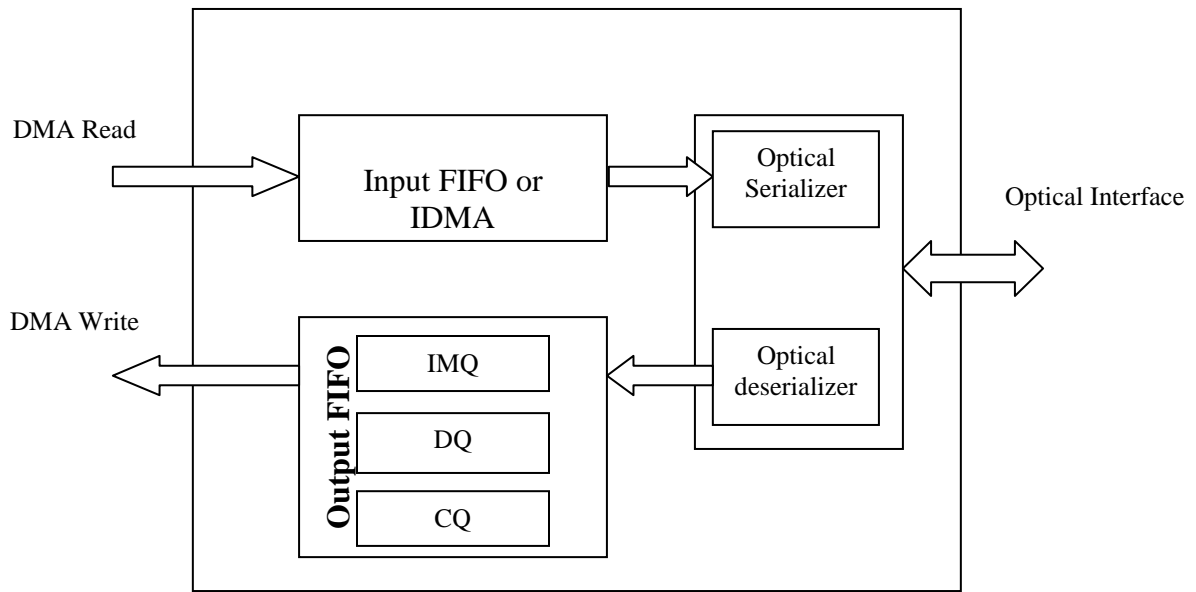 DMA Read
Input FIFO or
IDMA
Optical
Serializer
Optical Interface
DMA Write
Output FIFO
IMQ
DQ
CQ
Optical
deserializer